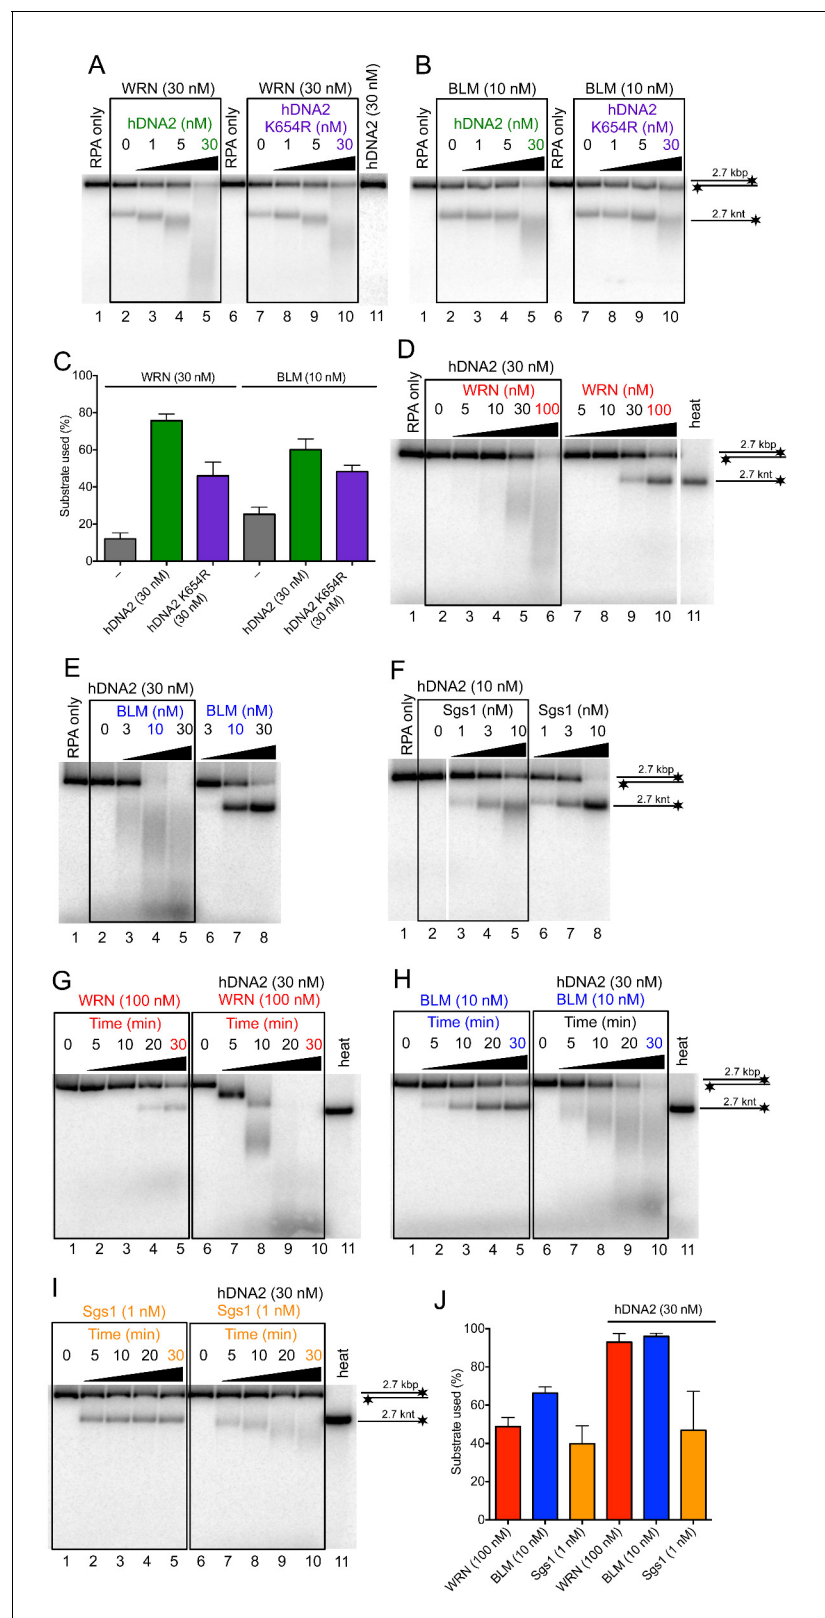 A
WRN (30 nM)
WRN (30 nM)
RPA only
hDNA2 (nM)
RPA only
hDNA2
K654R (nM)
hDNA2 (30 nM)
0 1 5 30
0 1 5 30
1 2 3 4 5 6 7 8 9 10 11
B
BLM (10 nM)
BLM (10 nM)
RPA only
hDNA2 (nM)
RPA only
hDNA2
K654R (nM)
0 1 5 30
0 1 5 30
2.7 kbp
2.7 knt
1 2 3 4 5 6 7 8 9 10
C
WRN (30 nM)
BLM (10 nM)
Substrate used (%)
100
80
60
40
20
0
–
hDNA2 (30 nM)
hDNA2 K654R
(30 nM)
–
hDNA2 (30 nM)
hDNA2 K654R
(30 nM)
D
hDNA2 (30 nM)
RPA only
WRN (nM)
WRN (nM)
heat
0 5 10 30 100
5 10 30 100
2.7 kbp
2.7 knt
1 2 3 4 5 6 7 8 9 10 11
E
hDNA2 (30 nM)
RPA only
BLM (nM)
BLM (nM)
0 3 10 30
3 10 30
1 2 3 4 5 6 7 8
F
hDNA2 (10 nM)
RPA only
Sgs1 (nM)
Sgs1 (nM)
0 1 3 10
1 3 10
2.7 kbp
2.7 knt
1 2 3 4 5 6 7 8
G
hDNA2 (30 nM)
WRN (100 nM)
WRN (100 nM)
Time (min)
Time (min)
0 5 10 20 30
0 5 10 20 30
heat
1 2 3 4 5 6 7 8 9 10 11
H
hDNA2 (30 nM)
BLM (10 nM)
BLM (10 nM)
Time (min)
Time (min)
0 5 10 20 30
0 5 10 20 30
heat
2.7 kbp
2.7 knt
1 2 3 4 5 6 7 8 9 10 11
I
hDNA2 (30 nM)
Sgs1 (1 nM)
Sgs1 (1 nM)
Time (min)
Time (min)
0 5 10 20 30
0 5 10 20 30
heat
2.7 kbp
2.7 knt
1 2 3 4 5 6 7 8 9 10 11
J
hDNA2 (30 nM)
Substrate used (%)
100
80
60
40
20
0
WRN (100 nM)
BLM (10 nM)
Sgs1 (1 nM)
WRN (100 nM)
BLM (10 nM)
Sgs1 (1 nM)